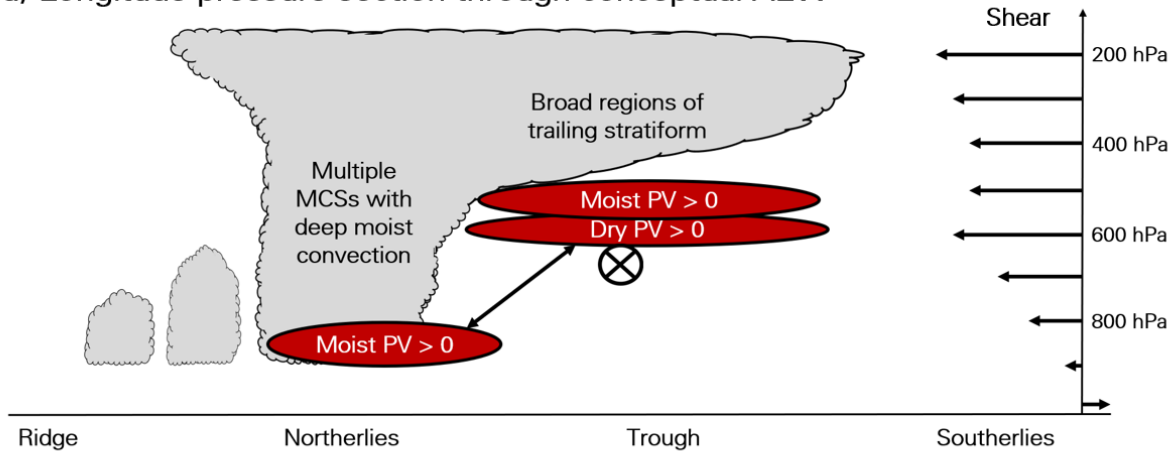 Shear
200 hPa
Broad regions of
trailing stratiform
400 hPa
Multiple
MCSs with
deep moist
convection
Moist PV > 0
Dry PV > 0
600 hPa
800 hPa
Moist PV > 0
Ridge
Northerlies
Trough
Southerlies